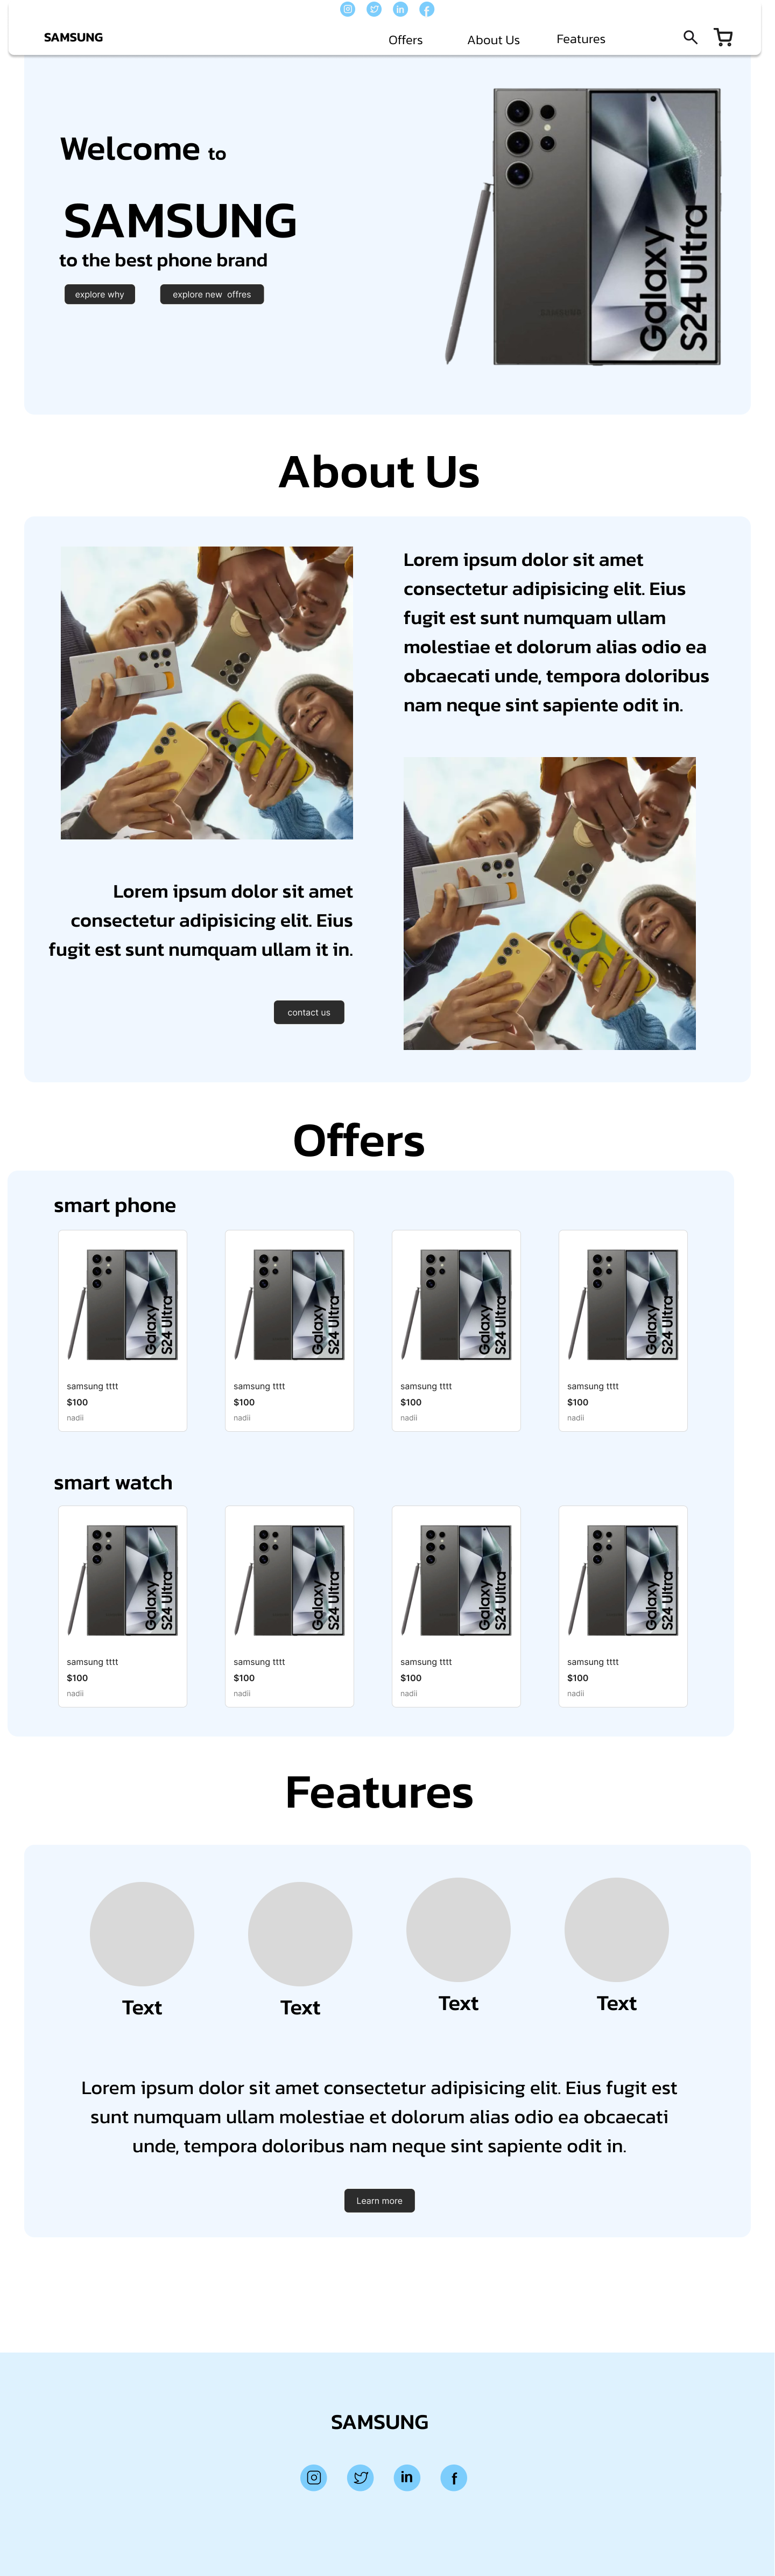 in f
SAMSUNG
Offers About Us Features
Welcome to
SAMSUNG
to the best phone brand
explore why explore new offres
SAMSUNG
Galaxy
S24 Ultra
About Us
Lorem ipsum dolor sit amet
consectetur adipisicing elit. Eius
fugit est sunt numquam ullam
molestiae et dolorum alias odio ea
obcaecati unde, tempora doloribus
nam neque sint sapiente odit in.
Lorem ipsum dolor sit amet
consectetur adipisicing elit. Eius
fugit est sunt numquam ullam it in.
contact us
Offers
smart phone
Galaxy
S24 Ultra
Galaxy
S24 Ultra
Galaxy
S24 Ultra
Galaxy
S24 Ultra
samsung tttt samsung tttt samsung tttt samsung tttt
$100 $100 $100 $100
nadii nadii nadii nadii
smart watch
Galaxy
S24 Ultra
Galaxy
S24 Ultra
Galaxy
S24 Ultra
Galaxy
S24 Ultra
samsung tttt samsung tttt samsung tttt samsung tttt
$100 $100 $100 $100
nadii nadii nadii nadii
Features
Text Text Text Text
Lorem ipsum dolor sit amet consectetur adipisicing elit. Eius fugit est
sunt numquam ullam molestiae et dolorum alias odio ea obcaecati
unde, tempora doloribus nam neque sint sapiente odit in.
Learn more
SAMSUNG
in f